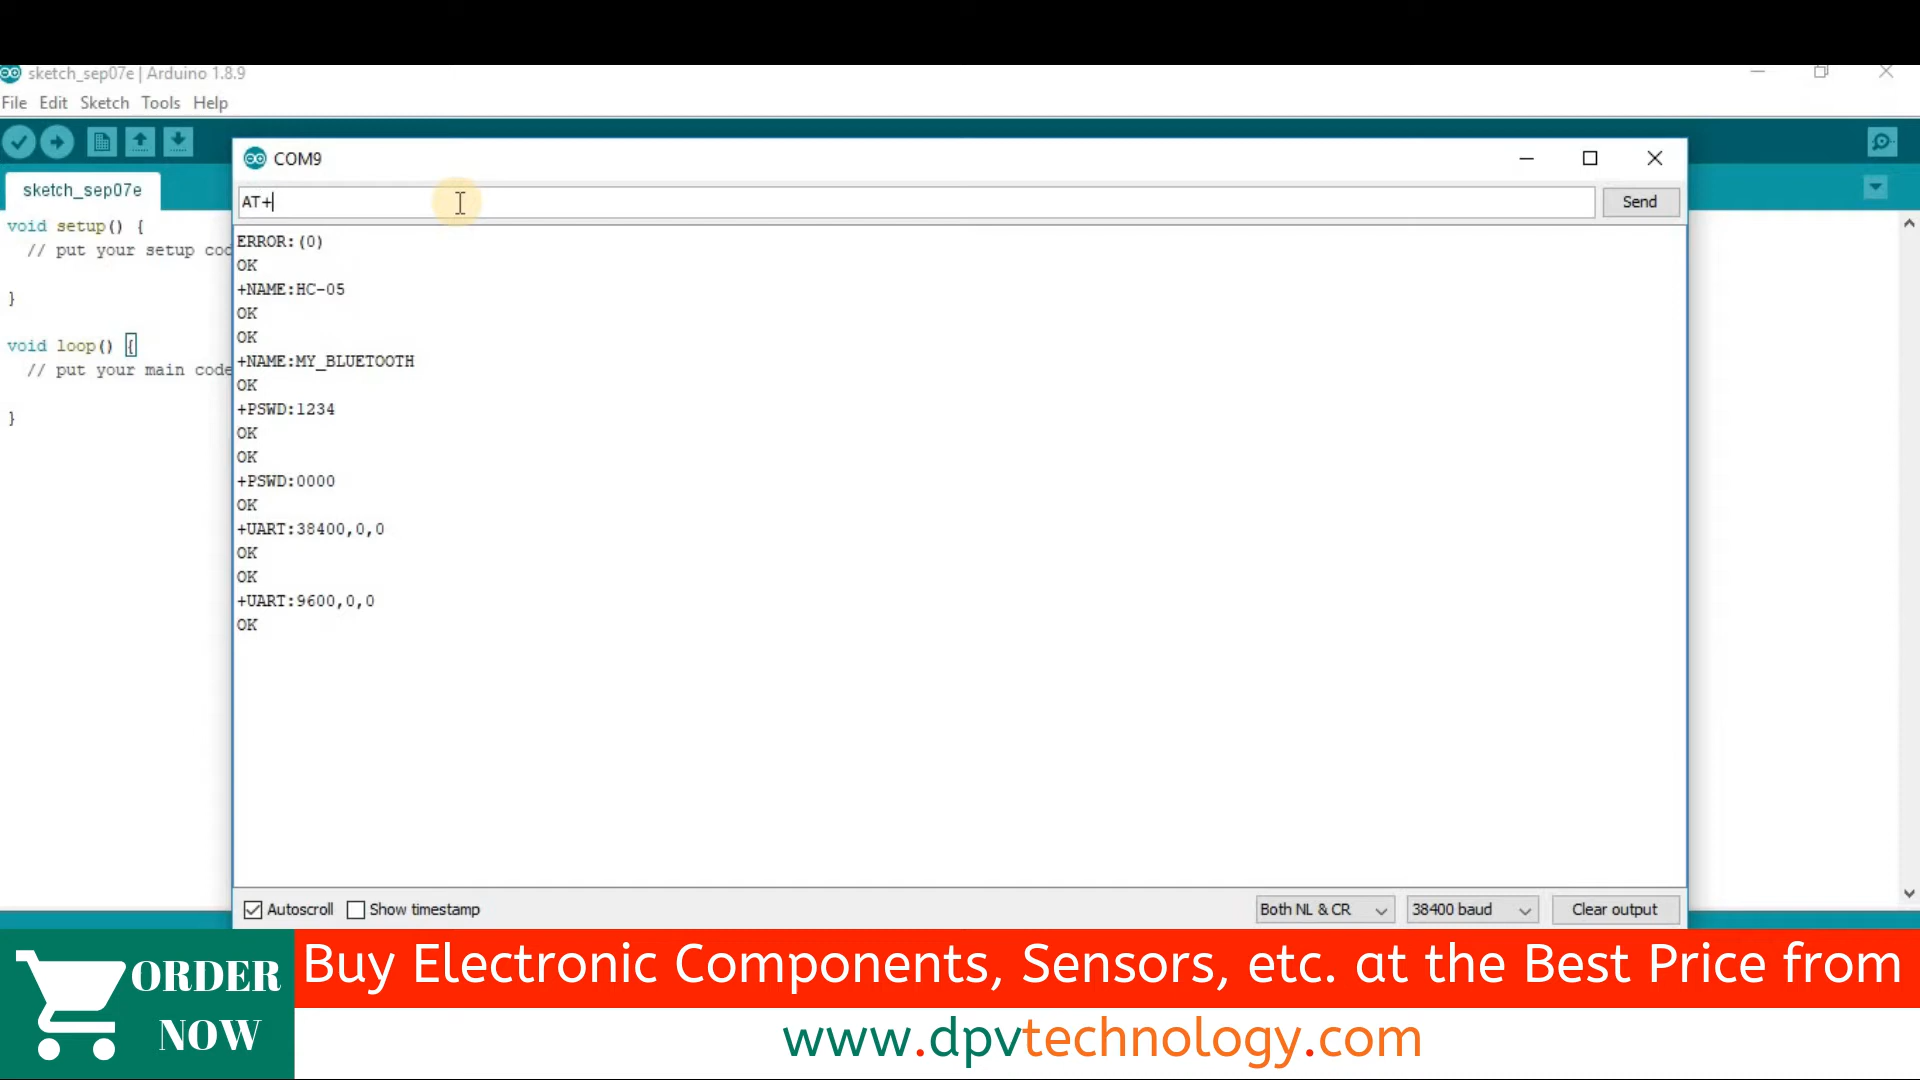 sketch_sep07e | Arduino 1.8.9
File Edit Sketch Tools Help
COM9
sketch_sep07e
AT+
Send
void setup() {
// put your setup cod
}
void loop() {
// put your main code
}
ERROR:(0)
OK
+NAME:HC-05
OK
OK
+NAME:MY_BLUETOOTH
OK
+PSWD:1234
OK
OK
+PSWD:0000
OK
+UART:38400,0,0
OK
OK
+UART:9600,0,0
OK
Autoscroll Show timestamp Both NL & CR 38400 baud Clear output
ORDER NOW
Buy Electronic Components, Sensors, etc. at the Best Price from
www.dpvtechnology.com